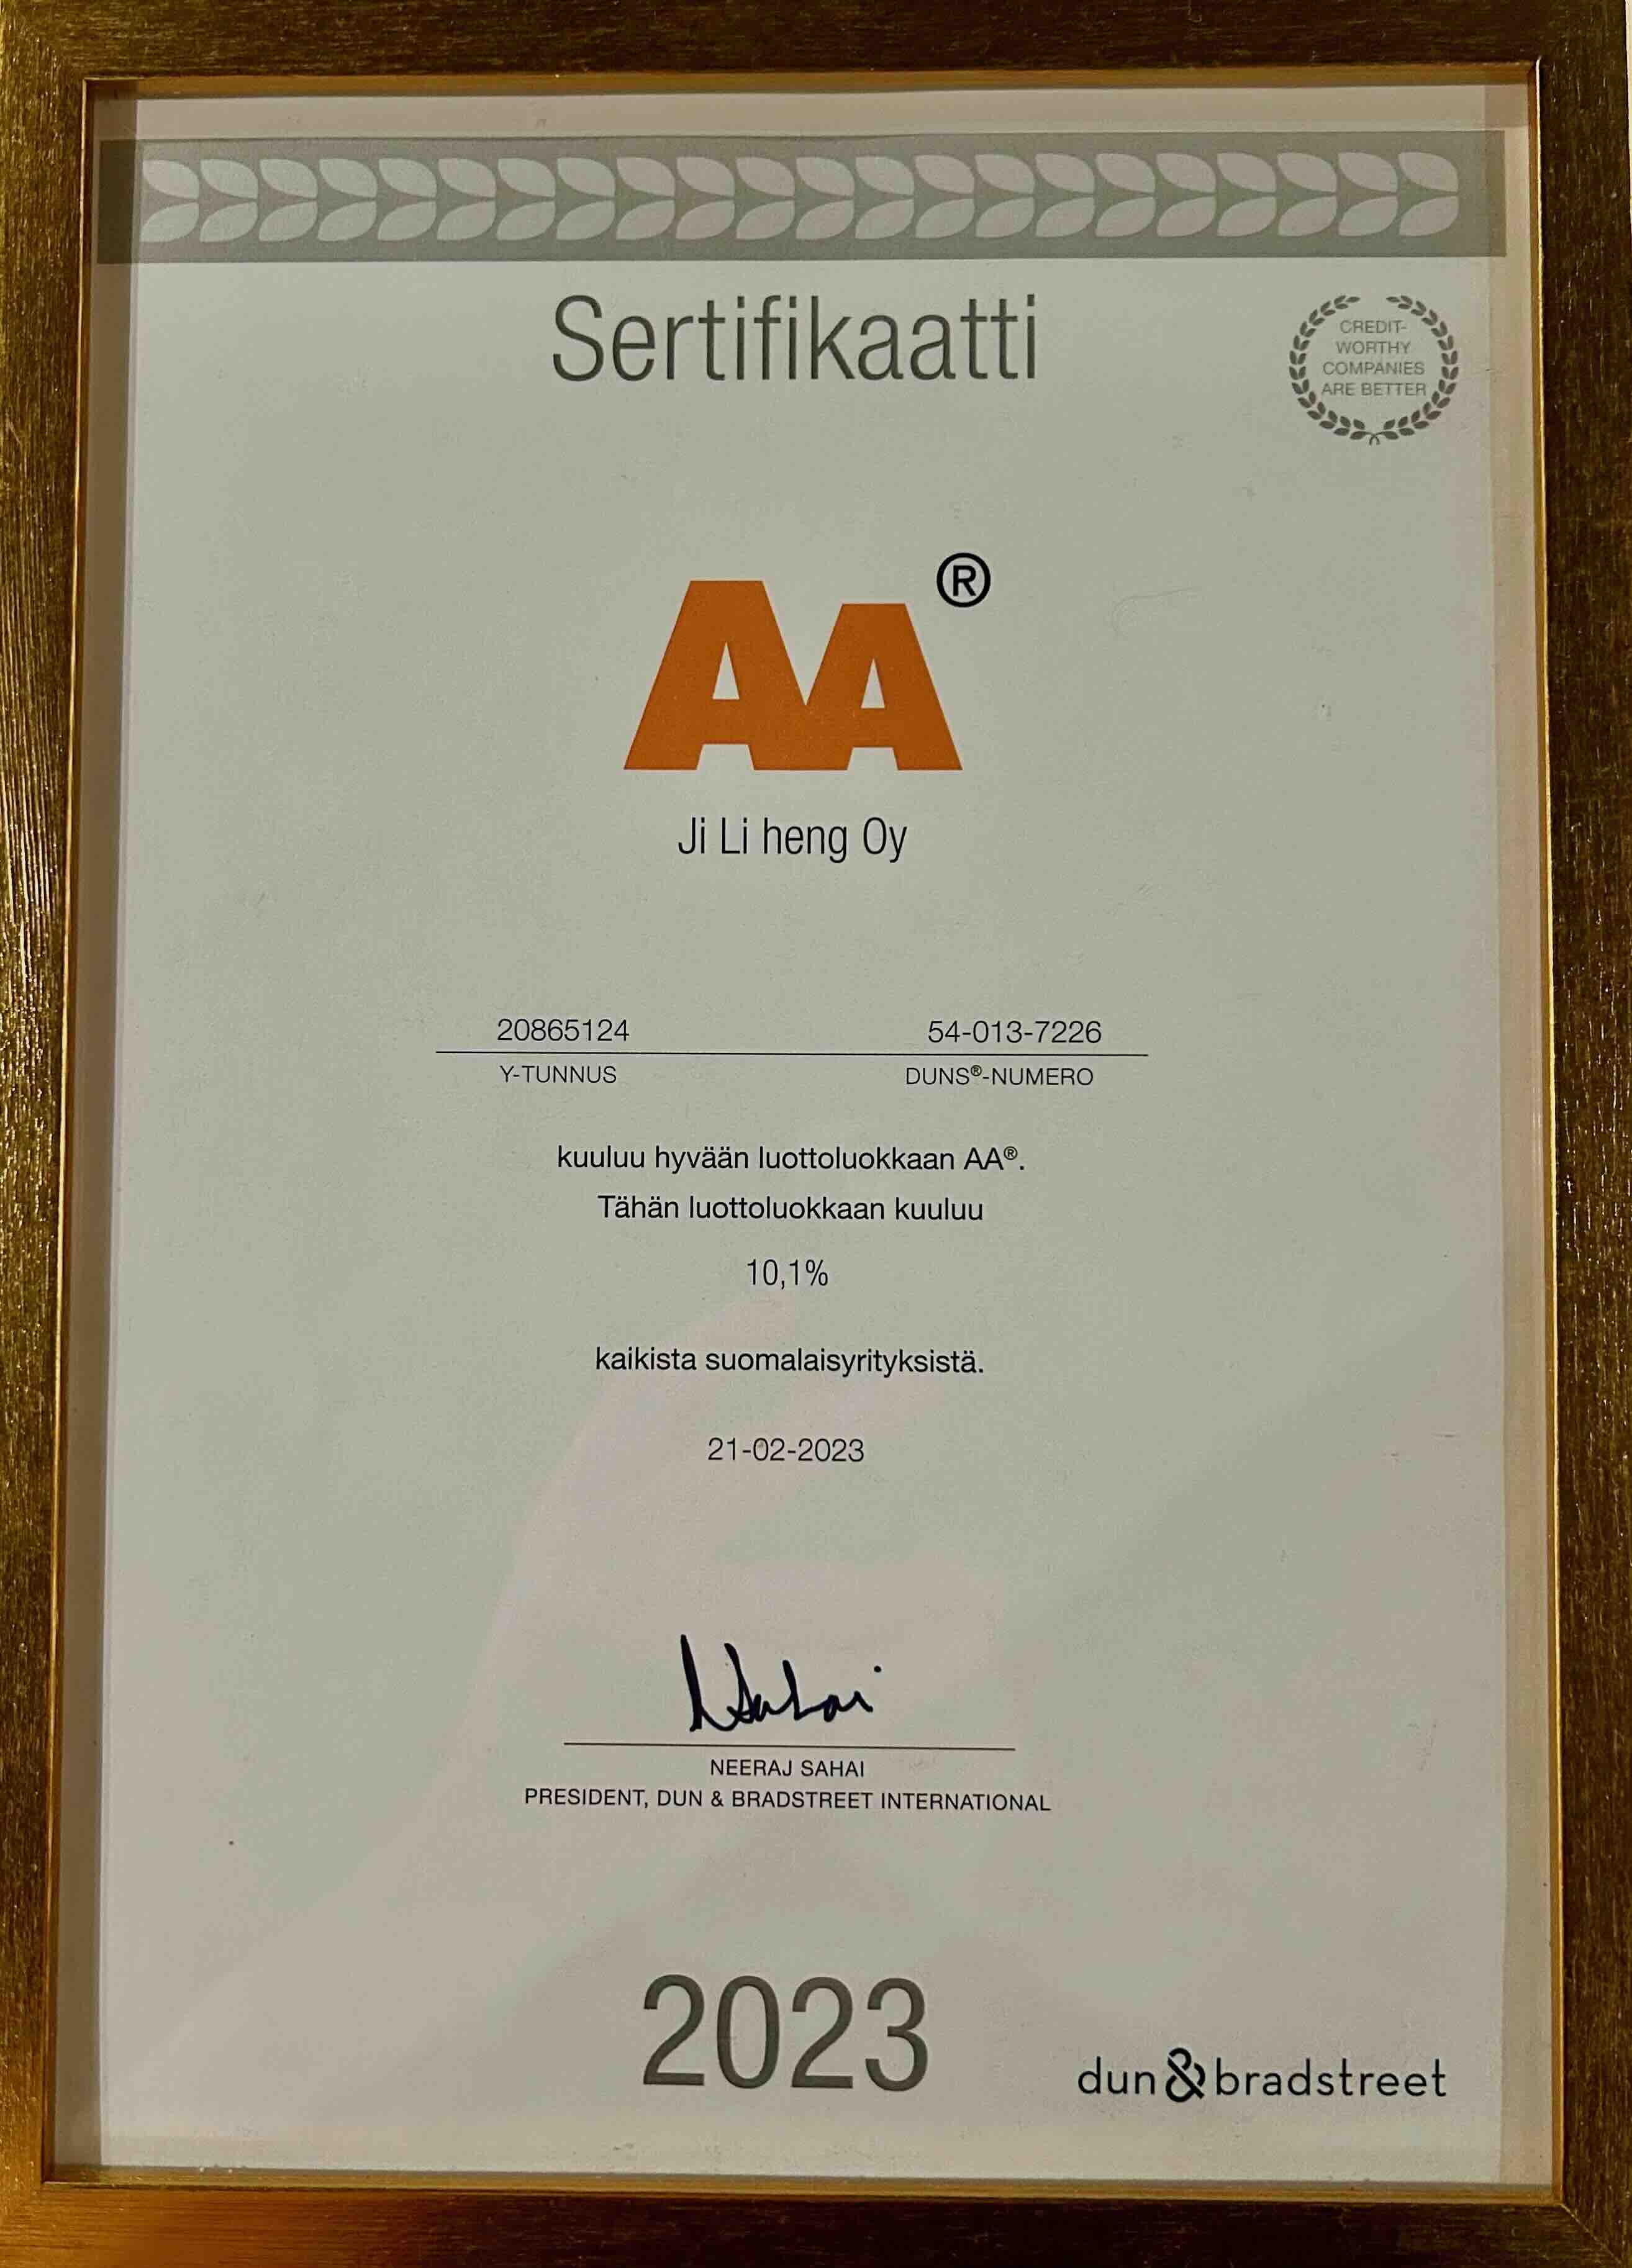 Sertifikaatti
CREDIT-
WORTHY
COMPANIES
ARE BETTER
AA®
Ji Li heng Oy
20865124 54-013-7226
Y-TUNNUS DUNS®-NUMERO
kuuluu hyvään luottoluokkaan AA®.
Tähän luottoluokkaan kuuluu
10,1%
kaikista suomalaisyrityksistä.
21-02-2023
NEERAJ SAHAI
PRESIDENT, DUN & BRADSTREET INTERNATIONAL
2023
dun & bradstreet